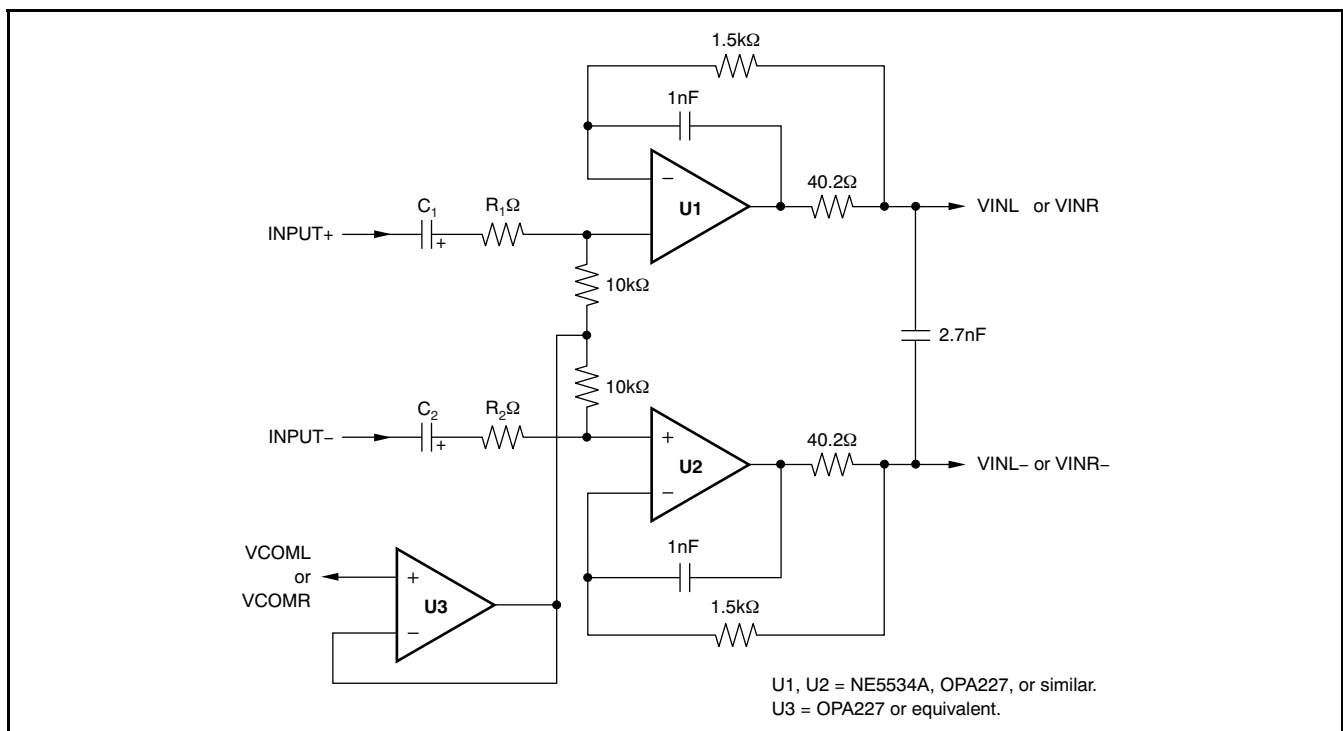 1.5kΩ
1nF
−
U1
40.2Ω
VINL or VINR
C1
+
R1Ω
INPUT+
10kΩ
2.7nF
10kΩ
C2
+
R2Ω
INPUT−
+
U2
−
40.2Ω
VINL− or VINR−
1nF
VCOML
or
VCOMR
+
U3
−
1.5kΩ
U1, U2 = NE5534A, OPA227, or similar.
U3 = OPA227 or equivalent.